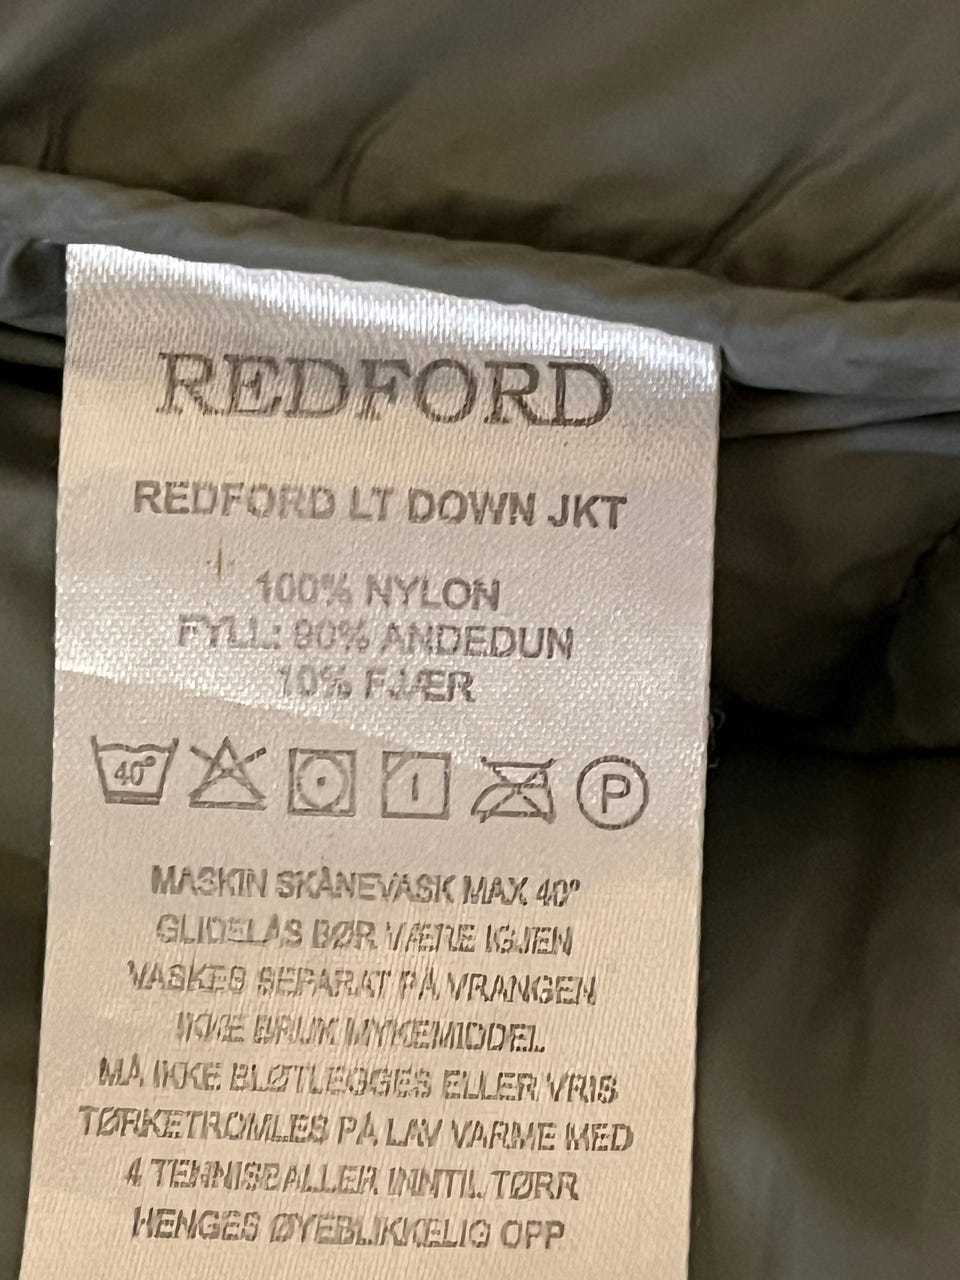 REDFORD
REDFORD LT DOWN JKT
100% NYLON
FYLL: 90% ANDEDUN
10% FJÆR
40°
P
MASKIN SKÅNEVASK MAX 40°
GLIDELÅS BØR VÆRE IGJEN
VASKES SEPARAT PÅ VRANGEN
IKKE BRUK MYKEMIDDEL
MÅ IKKE BLØTLEGGES ELLER VRIS
TØRKETROMLES PÅ LAV VARME MED
4 TENNISBALLER INNTIL TØRR
HENGES ØYEBLIKKELIG OPP